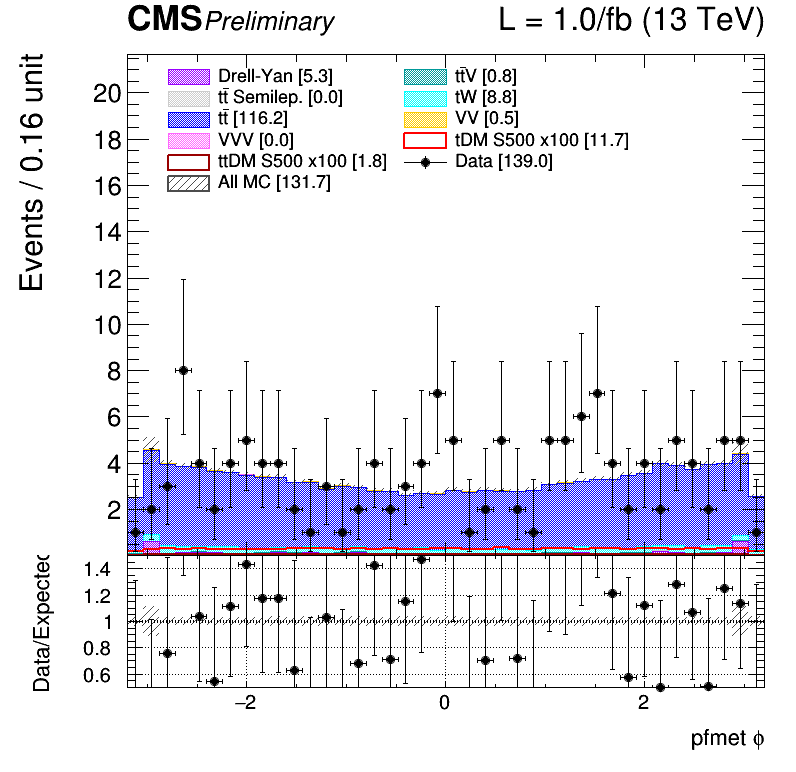 CMS Preliminary L = 1.0/fb (13 TeV)
Events / 0.16 unit
20
18
16
14
12
10
8
6
4
2
Drell-Yan [5.3]
tt̄ Semilep. [0.0]
tt̄ [116.2]
VVV [0.0]
ttDM S500 x100 [1.8]
All MC [131.7]
tt̄V [0.8]
tW [8.8]
VV [0.5]
tDM S500 x100 [11.7]
Data [139.0]
Data/Expected
1.4
1.2
1
0.8
0.6
−2 0 2
pfmet ϕ